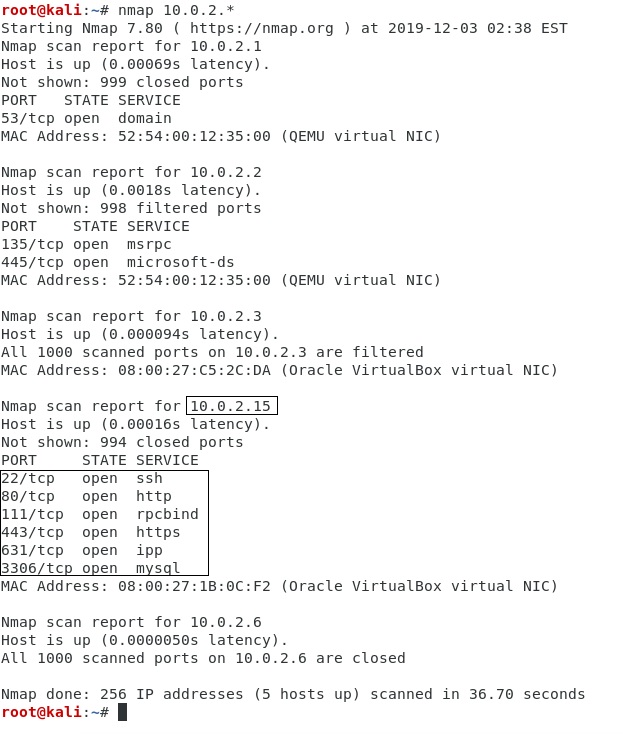 root@kali:~# nmap 10.0.2.*
Starting Nmap 7.80 ( https://nmap.org ) at 2019-12-03 02:38 EST
Nmap scan report for 10.0.2.1
Host is up (0.00069s latency).
Not shown: 999 closed ports
PORT   STATE SERVICE
53/tcp open  domain
MAC Address: 52:54:00:12:35:00 (QEMU virtual NIC)

Nmap scan report for 10.0.2.2
Host is up (0.0018s latency).
Not shown: 998 filtered ports
PORT    STATE SERVICE
135/tcp open  msrpc
445/tcp open  microsoft-ds
MAC Address: 52:54:00:12:35:00 (QEMU virtual NIC)

Nmap scan report for 10.0.2.3
Host is up (0.000094s latency).
All 1000 scanned ports on 10.0.2.3 are filtered
MAC Address: 08:00:27:C5:2C:DA (Oracle VirtualBox virtual NIC)

Nmap scan report for 10.0.2.15
Host is up (0.00016s latency).
Not shown: 994 closed ports
PORT     STATE SERVICE
22/tcp   open  ssh
80/tcp   open  http
111/tcp  open  rpcbind
443/tcp  open  https
631/tcp  open  ipp
3306/tcp open  mysql
MAC Address: 08:00:27:1B:0C:F2 (Oracle VirtualBox virtual NIC)

Nmap scan report for 10.0.2.6
Host is up (0.0000050s latency).
All 1000 scanned ports on 10.0.2.6 are closed

Nmap done: 256 IP addresses (5 hosts up) scanned in 36.70 seconds
root@kali:~#